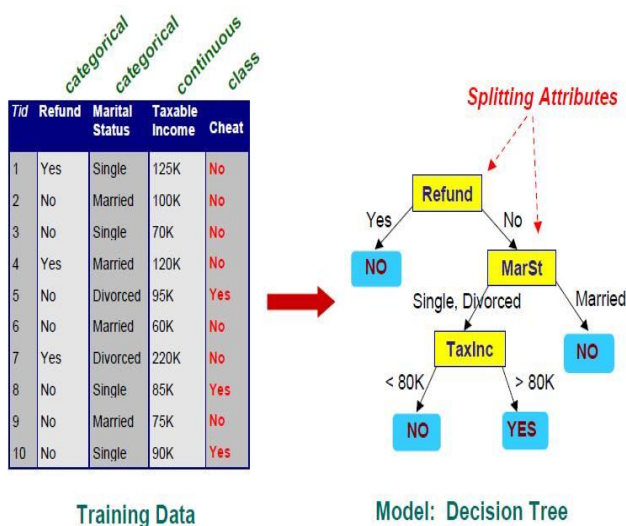 categorical categorical continuous class
Tid Refund Marital Status Taxable Income Cheat
1 Yes Single 125K No
2 No Married 100K No
3 No Single 70K No
4 Yes Married 120K No
5 No Divorced 95K Yes
6 No Married 60K No
7 Yes Divorced 220K No
8 No Single 85K Yes
9 No Married 75K No
10 No Single 90K Yes
Training Data
Splitting Attributes
Refund
Yes No
NO MarSt
Single, Divorced Married
TaxInc NO
< 80K > 80K
NO YES
Model: Decision Tree